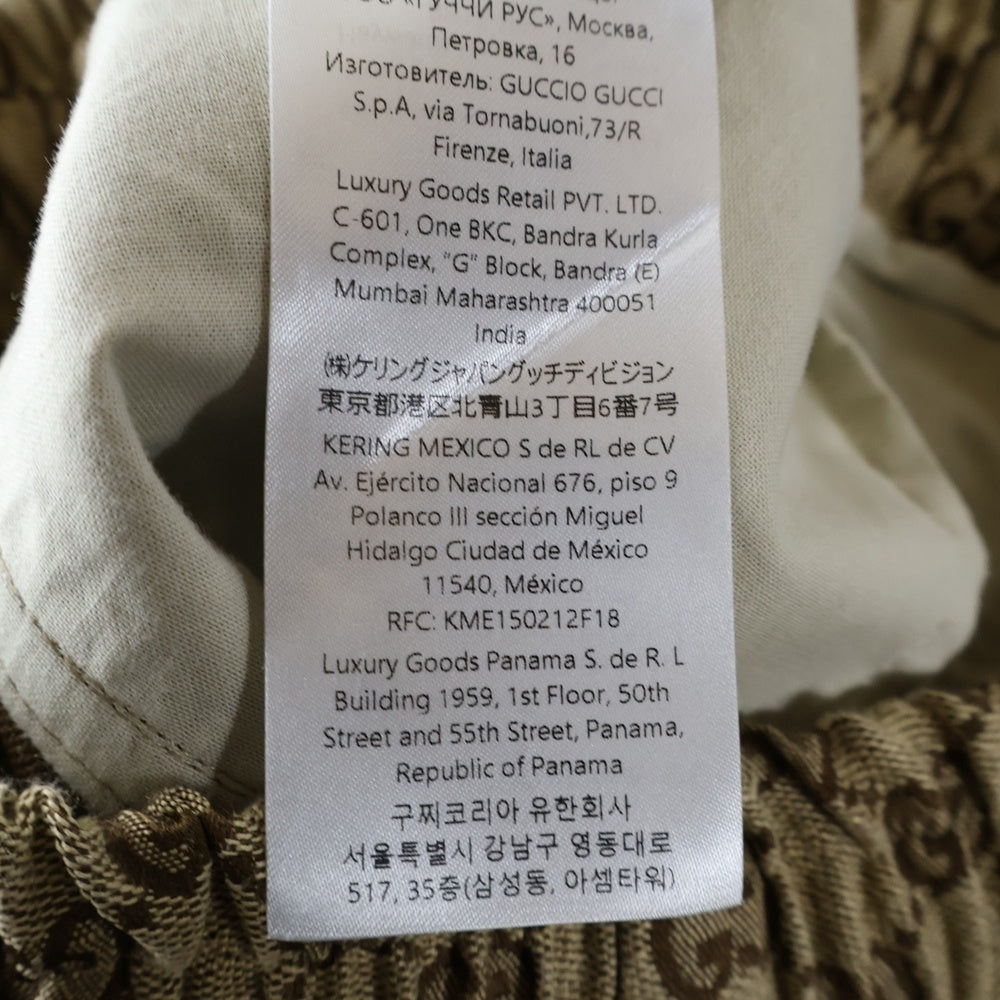 «ГУЧЧИ РУС», Москва,
Петровка, 16
Изготовитель: GUCCIO GUCCI
S.p.A, via Tornabuoni,73/R
Firenze, Italia
Luxury Goods Retail PVT. LTD.
C-601, One BKC, Bandra Kurla
Complex, "G" Block, Bandra (E)
Mumbai Maharashtra 400051
India
(株)ケリングジャパングッチディビジョン
東京都港区北青山3丁目6番7号
KERING MEXICO S de RL de CV
Av. Ejército Nacional 676, piso 9
Polanco III sección Miguel
Hidalgo Ciudad de México
11540, México
RFC: KME150212F18
Luxury Goods Panama S. de R. L
Building 1959, 1st Floor, 50th
Street and 55th Street, Panama,
Republic of Panama
구찌코리아 유한회사
서울특별시 강남구 영동대로
517, 35층(삼성동, 아셈타워)